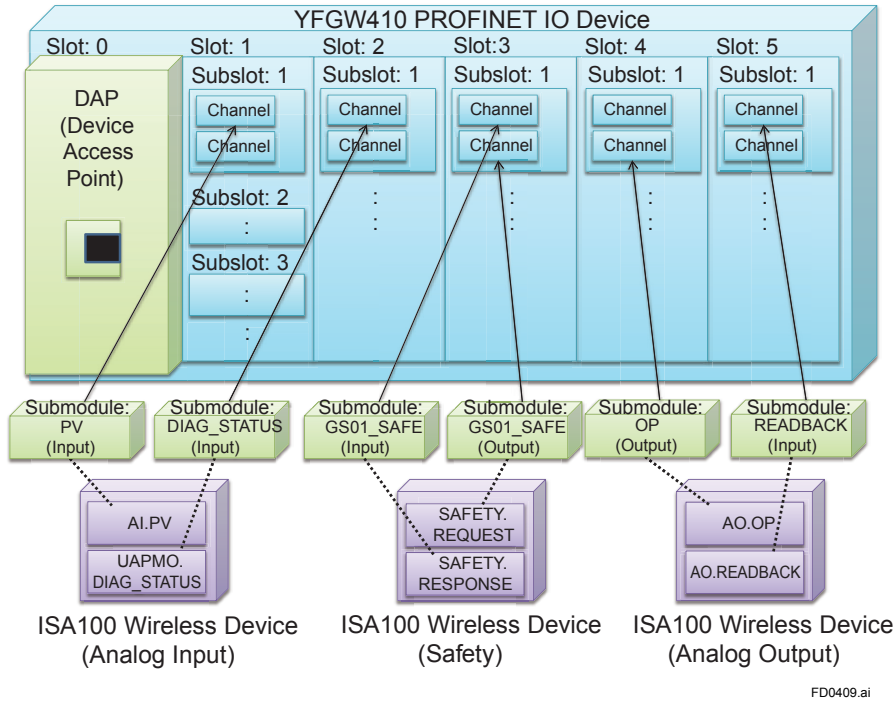 YFGW410 PROFINET IO Device
Slot: 0 Slot: 1 Slot: 2 Slot:3 Slot: 4 Slot: 5
Subslot: 1 Subslot: 1 Subslot: 1 Subslot: 1 Subslot: 1
DAP
(Device
Access
Point)
Channel Channel Channel Channel Channel
Channel Channel Channel Channel Channel
Subslot: 2
:
Subslot: 3
:
:
Submodule:
PV
(Input)
Submodule:
DIAG_STATUS
(Input)
Submodule:
GS01_SAFE
(Input)
Submodule:
GS01_SAFE
(Output)
Submodule:
OP
(Output)
Submodule:
READBACK
(Input)
AI.PV
UAPMO.
DIAG_STATUS
SAFETY.
REQUEST
SAFETY.
RESPONSE
AO.OP
AO.READBACK
ISA100 Wireless Device
(Analog Input)
ISA100 Wireless Device
(Safety)
ISA100 Wireless Device
(Analog Output)
FD0409.ai